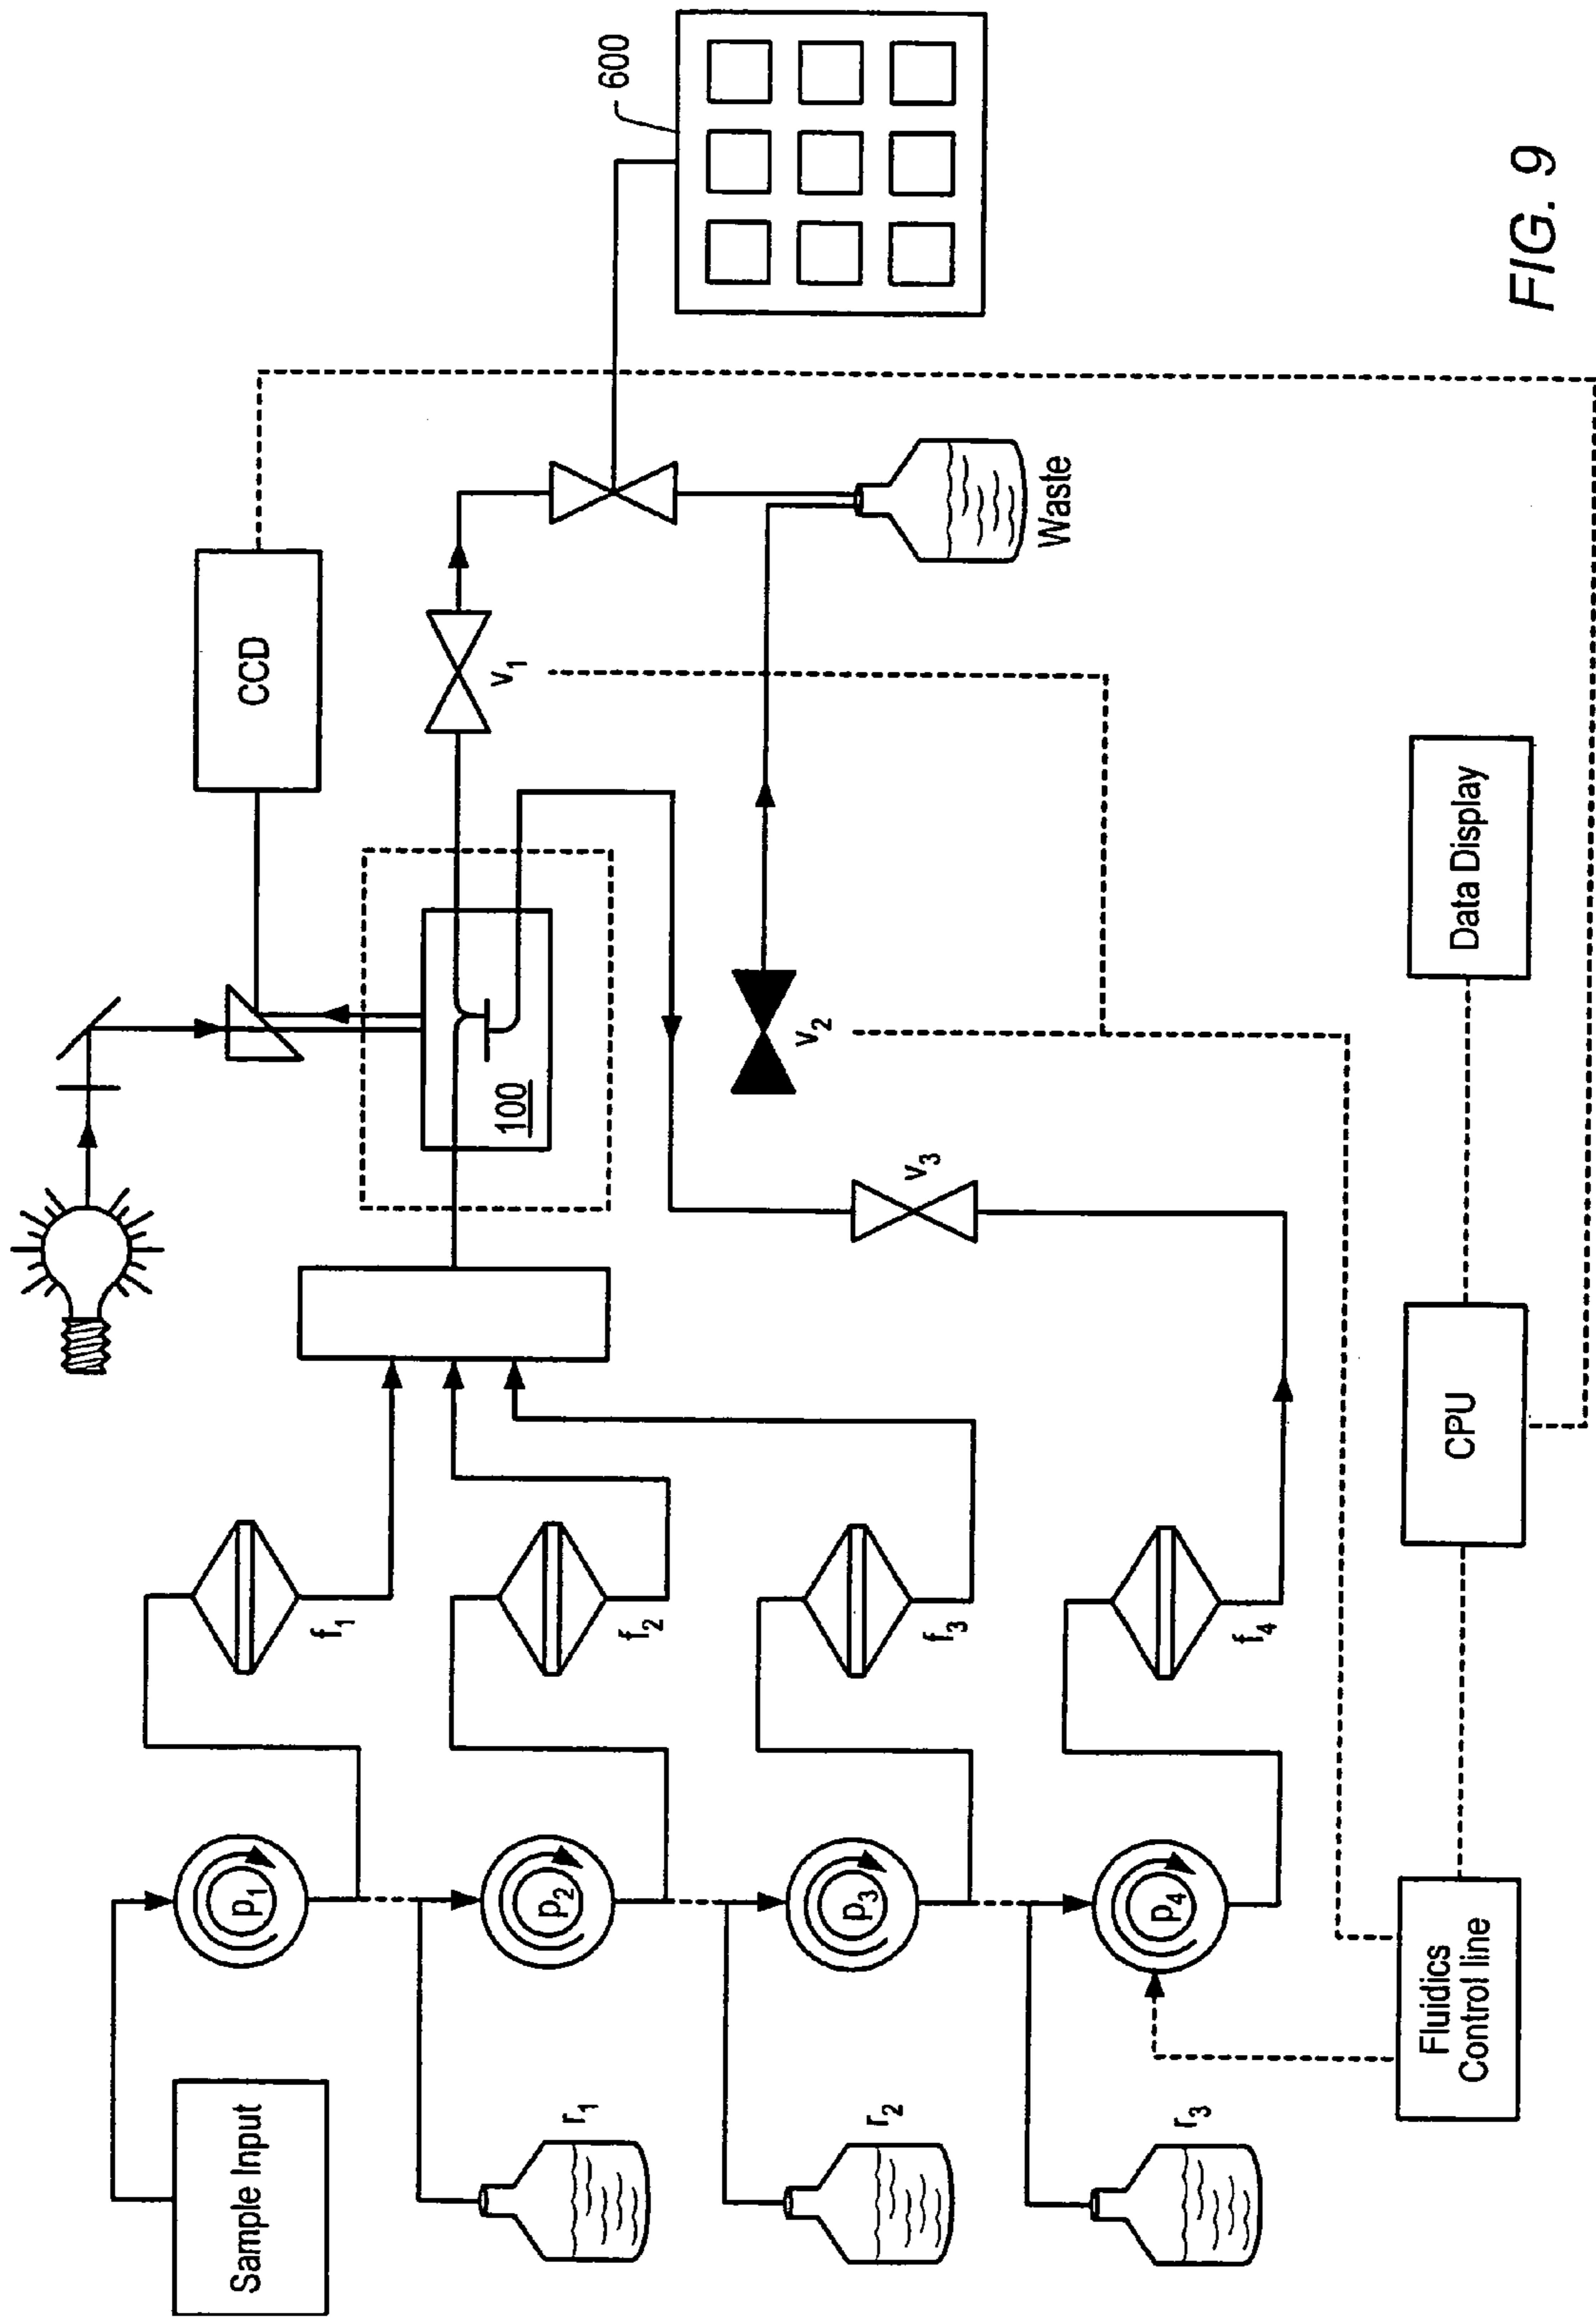 CCD
600
100
v₁
v₂
v₃
Waste
f₁
f₂
f₃
f₄
Sample Input
p₁
p₂
p₃
p₄
r₁
r₂
r₃
Fluidics
Control line
CPU
Data Display
FIG. 9